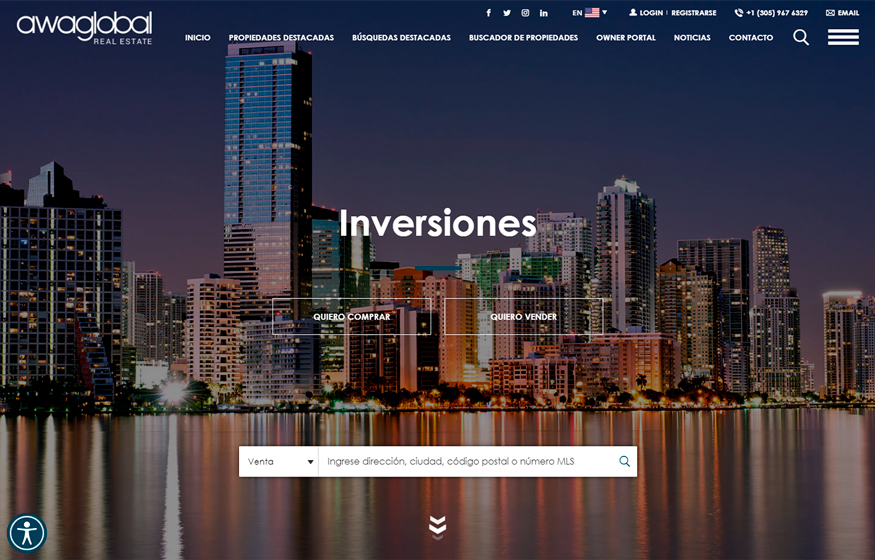 awaglobal
REAL ESTATE
EN
LOGIN | REGISTRARSE
+1 (305) 967 6329
EMAIL
INICIO
PROPIEDADES DESTACADAS
BÚSQUEDAS DESTACADAS
BUSCADOR DE PROPIEDADES
OWNER PORTAL
NOTICIAS
CONTACTO
Inversiones
QUIERO COMPRAR
QUIERO VENDER
Venta
Ingrese dirección, ciudad, código postal o número MLS